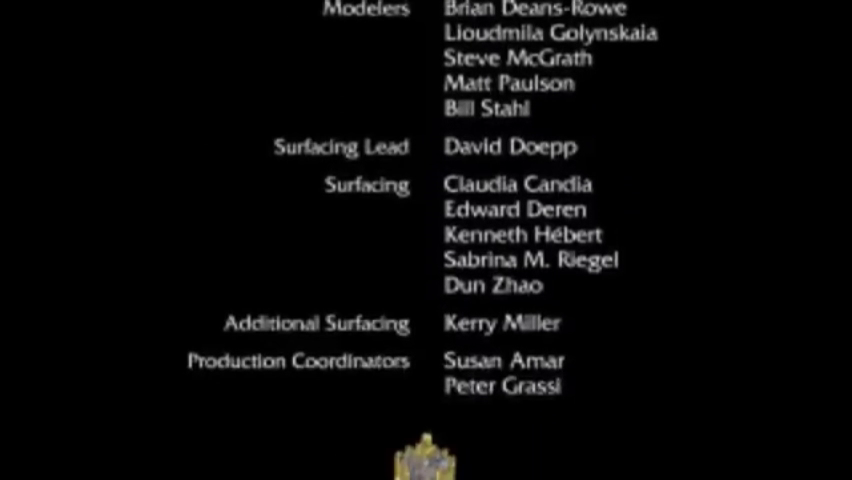 Modelers Brian Deans-Rowe
Lioudmila Golynskaia
Steve McGrath
Matt Paulson
Bill Stahl
Surfacing Lead David Doepp
Surfacing Claudia Candia
Edward Deren
Kenneth Hébert
Sabrina M. Riegel
Dun Zhao
Additional Surfacing Kerry Miller
Production Coordinators Susan Amar
Peter Grassi